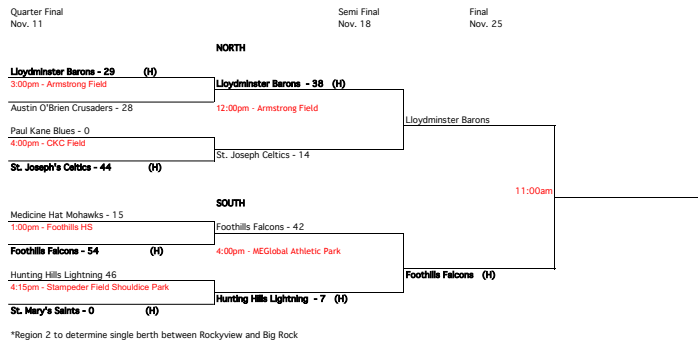 Quarter Final
Nov. 11
Semi Final
Nov. 18
Final
Nov. 25
NORTH
Lloydminster Barons - 29 (H)
3:00pm - Armstrong Field
Lloydminster Barons - 38 (H)
Austin O'Brien Crusaders - 28
12:00pm - Armstrong Field
Lloydminster Barons
Paul Kane Blues - 0
4:00pm - CKC Field
St. Joseph Celtics - 14
St. Joseph's Celtics - 44 (H)
11:00am
SOUTH
Medicine Hat Mohawks - 15
1:00pm - Foothills HS
Foothills Falcons - 42
Foothills Falcons - 54 (H)
4:00pm - MEGlobal Athletic Park
Hunting Hills Lightning 46
Foothills Falcons (H)
4:15pm - Stampeder Field Shouldice Park
Hunting Hills Lightning - 7 (H)
St. Mary's Saints - 0 (H)
*Region 2 to determine single berth between Rockyview and Big Rock